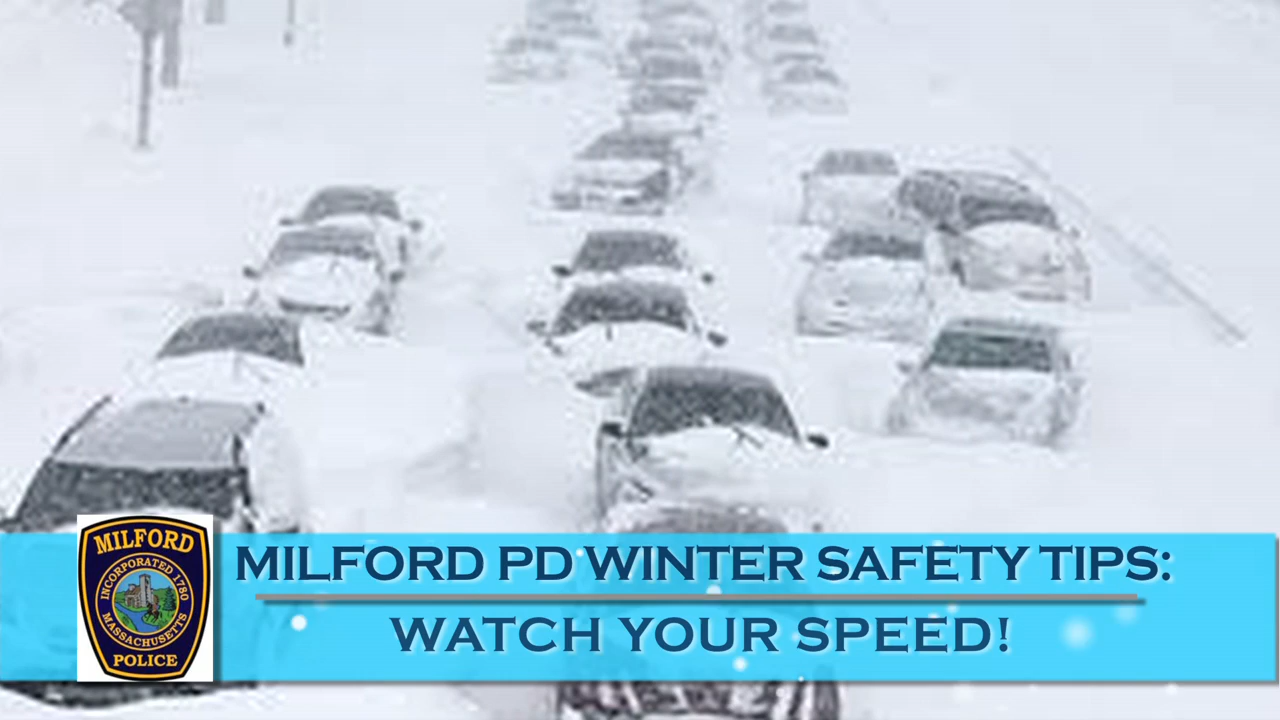 MILFORD PD WINTER SAFETY TIPS:
WATCH YOUR SPEED!
MILFORD
INCORPORATED 1780
MASSACHUSETTS
POLICE